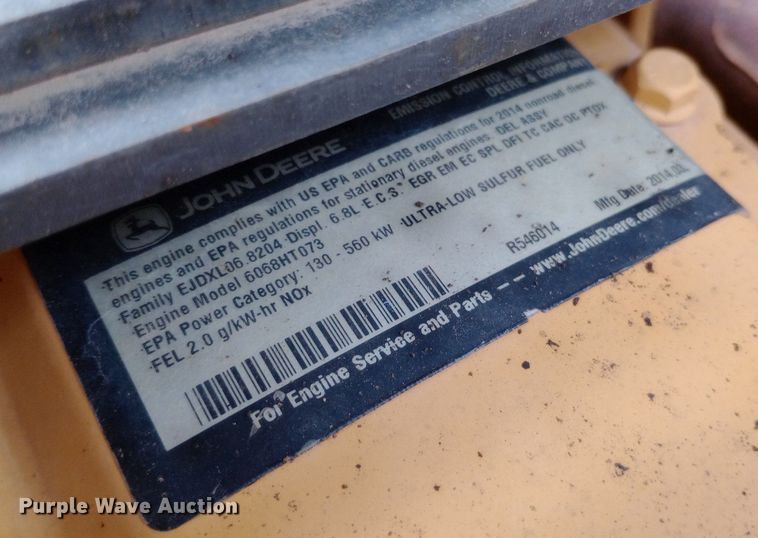 JOHN DEERE
EMISSION CONTROL INFORMATION
DEERE & COMPANY
·This engine complies with US EPA and CARB regulations for 2014 nonroad diesel
engines and EPA regulations for stationary diesel engines ·DEL ASSY
·Family EJDXL06.8204 ·Displ. 6.8L ·E.C.S. EGR EM EC SPL DFI TC CAC OC PTOX
·Engine Model 6068HT073
·EPA Power Category: 130 - 560 kW ·ULTRA-LOW SULFUR FUEL ONLY
·FEL 2.0 g/kW-hr NOx
R546014
Mfg Date: 2014.JU
For Engine Service and Parts – – www.JohnDeere.com/dealer
Purple Wave Auction